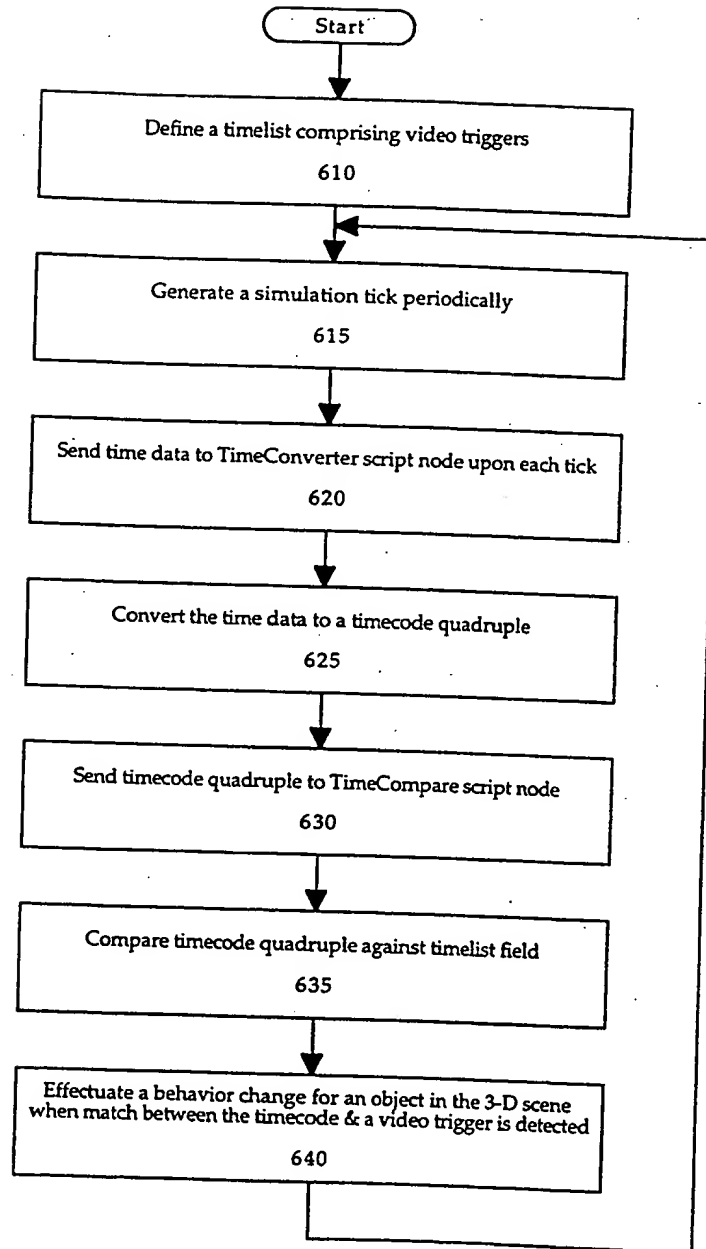 Start
Define a timelist comprising video triggers
610
Generate a simulation tick periodically
615
Send time data to TimeConverter script node upon each tick
620
Convert the time data to a timecode quadruple
625
Send timecode quadruple to TimeCompare script node
630
Compare timecode quadruple against timelist field
635
Effectuate a behavior change for an object in the 3-D scene
when match between the timecode & a video trigger is detected
640